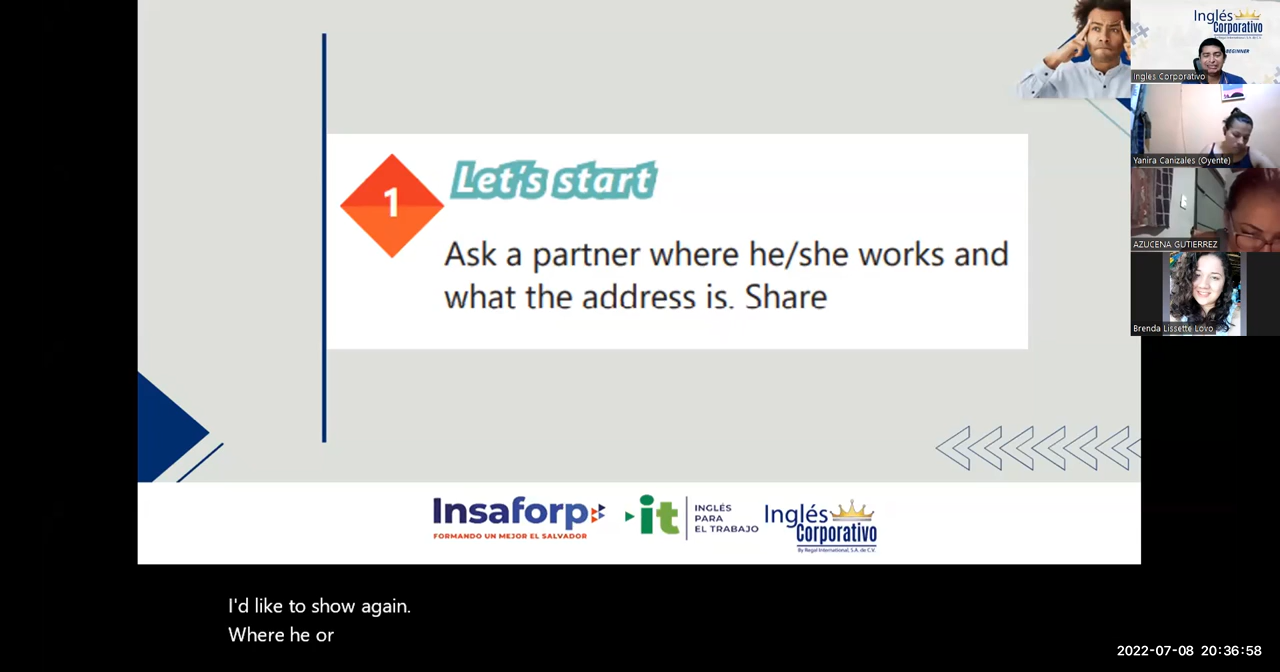 Inglés
Corporativo
BEGINNER
Ingles Corporativo
Yanira Canizales (Oyente)
AZUCENA GUTIERREZ
Brenda Lissette Lovo
1
Let's start
Ask a partner where he/she works and
what the address is. Share
Insaforp
FORMANDO UN MEJOR EL SALVADOR
it
INGLÉS
PARA
EL TRABAJO
Inglés
Corporativo
By Regal International, S.A. de C.V.
I'd like to show again.
Where he or
2022-07-08 20:36:58